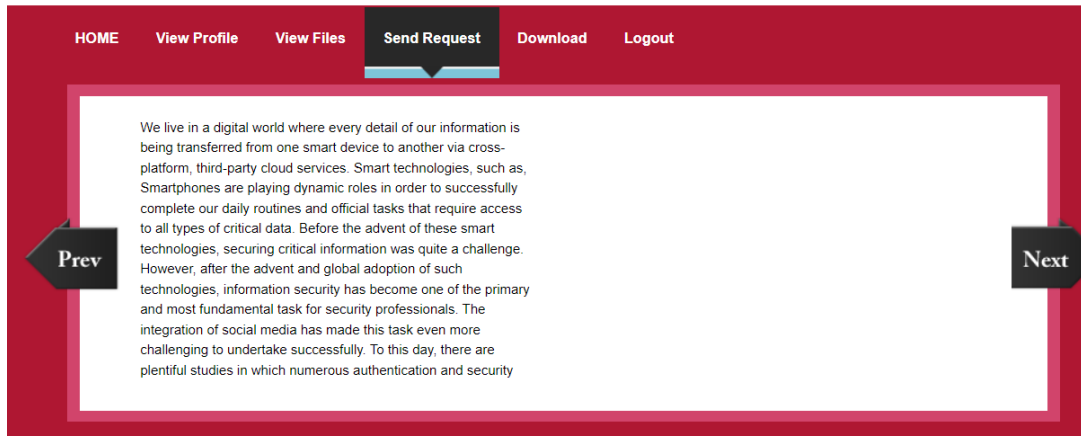 HOME View Profile View Files Send Request Download Logout
We live in a digital world where every detail of our information is
being transferred from one smart device to another via cross-
platform, third-party cloud services. Smart technologies, such as,
Smartphones are playing dynamic roles in order to successfully
complete our daily routines and official tasks that require access
to all types of critical data. Before the advent of these smart
technologies, securing critical information was quite a challenge.
However, after the advent and global adoption of such
technologies, information security has become one of the primary
and most fundamental task for security professionals. The
integration of social media has made this task even more
challenging to undertake successfully. To this day, there are
plentiful studies in which numerous authentication and security
Prev
Next